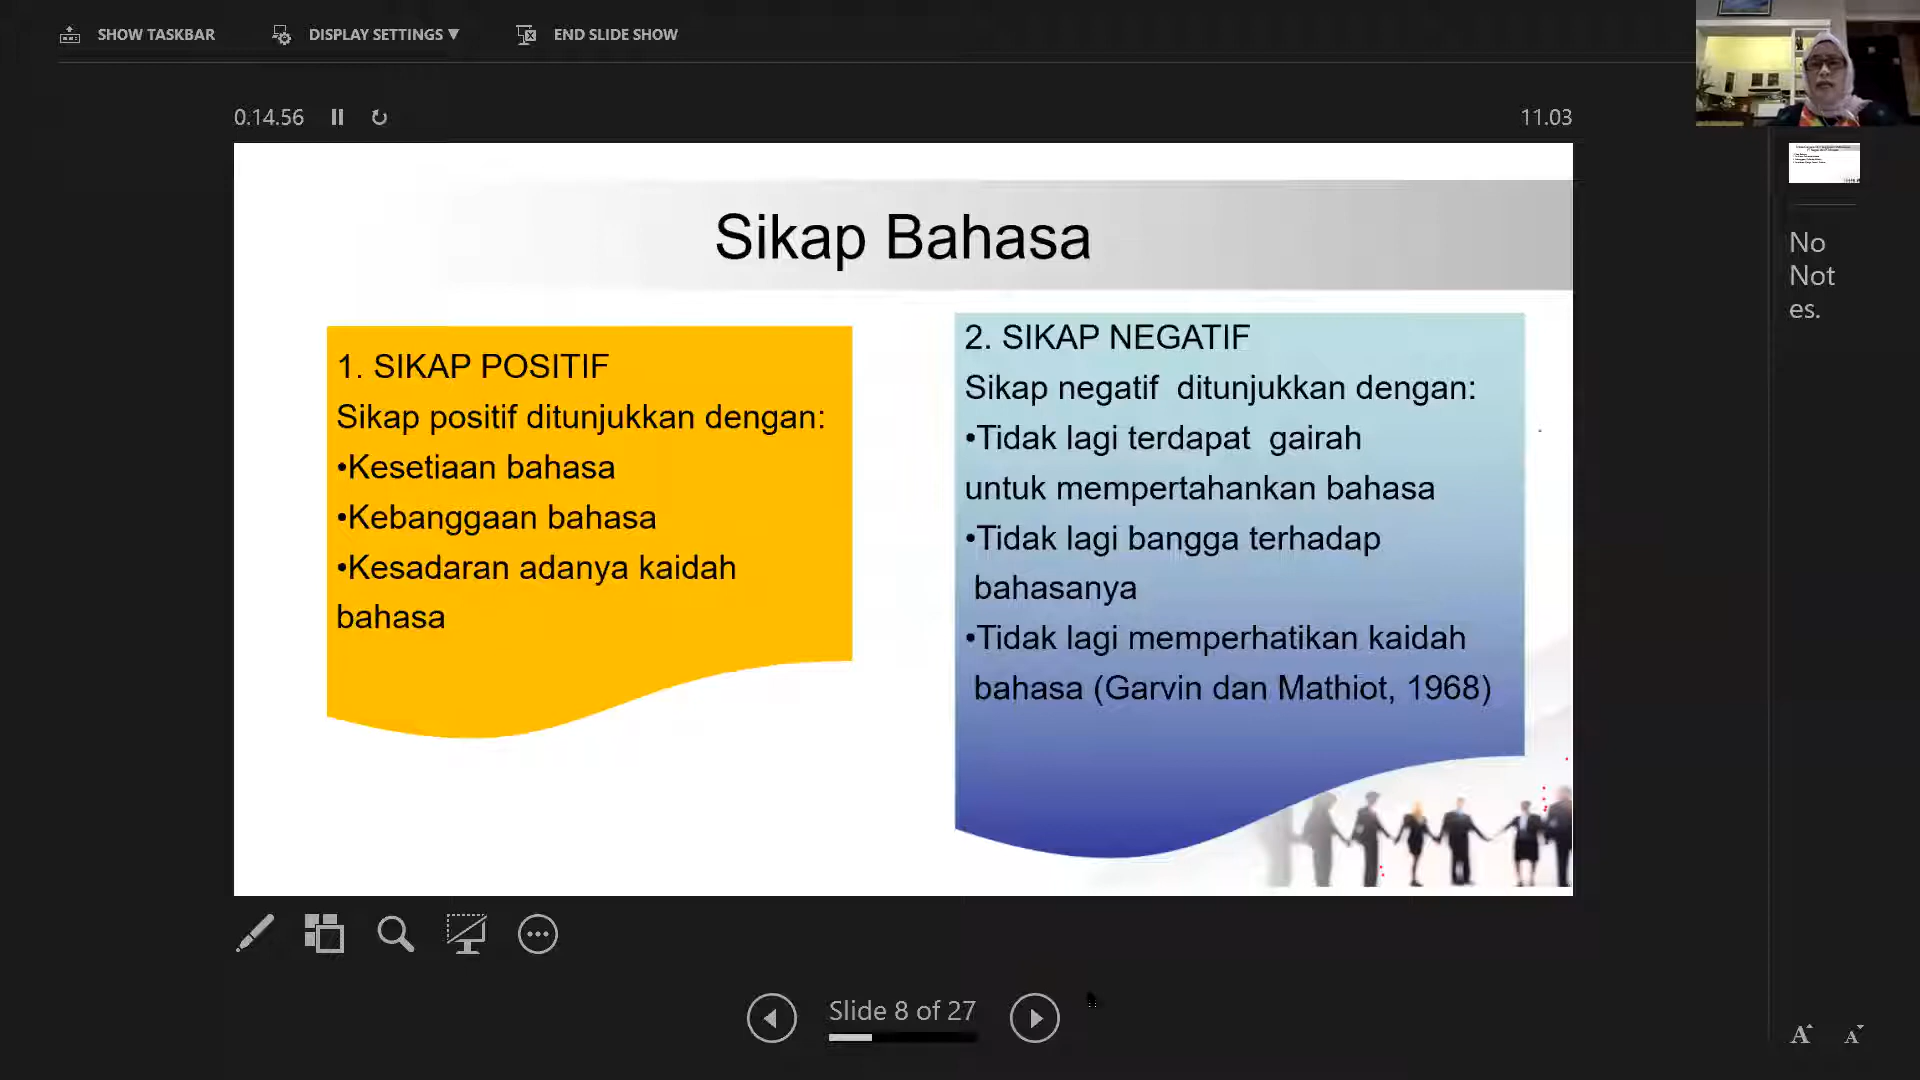 SHOW TASKBAR
DISPLAY SETTINGS ▼
END SLIDE SHOW
0.14.56
11.03
Sikap Bahasa
1. SIKAP POSITIF
Sikap positif ditunjukkan dengan:
•Kesetiaan bahasa
•Kebanggaan bahasa
•Kesadaran adanya kaidah
bahasa
2. SIKAP NEGATIF
Sikap negatif ditunjukkan dengan:
•Tidak lagi terdapat gairah
untuk mempertahankan bahasa
•Tidak lagi bangga terhadap
bahasanya
•Tidak lagi memperhatikan kaidah
bahasa (Garvin dan Mathiot, 1968)
No
Not
es.
Slide 8 of 27
A
A